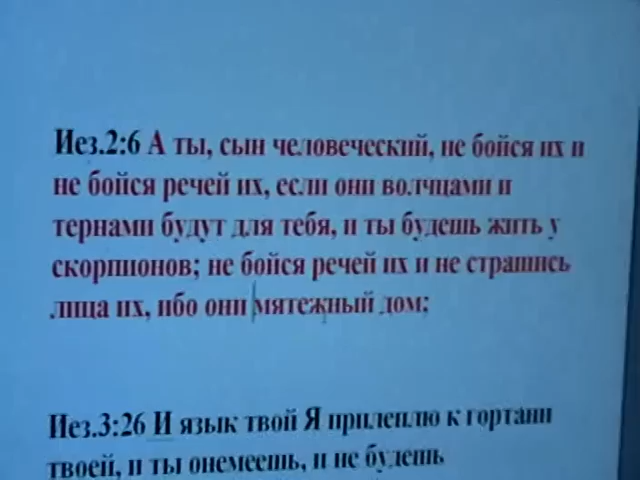 Иез.2:6 А ты, сын человеческий, не бойся их и
не бойся речей их, если они волчцами и
тернами будут для тебя, и ты будешь жить у
скорпионов; не бойся речей их и не страшись
лица их, ибо они мятежный дом;
Иез.3:26 И язык твой Я прилеплю к гортани
твоей, и ты онемеешь, и не будешь